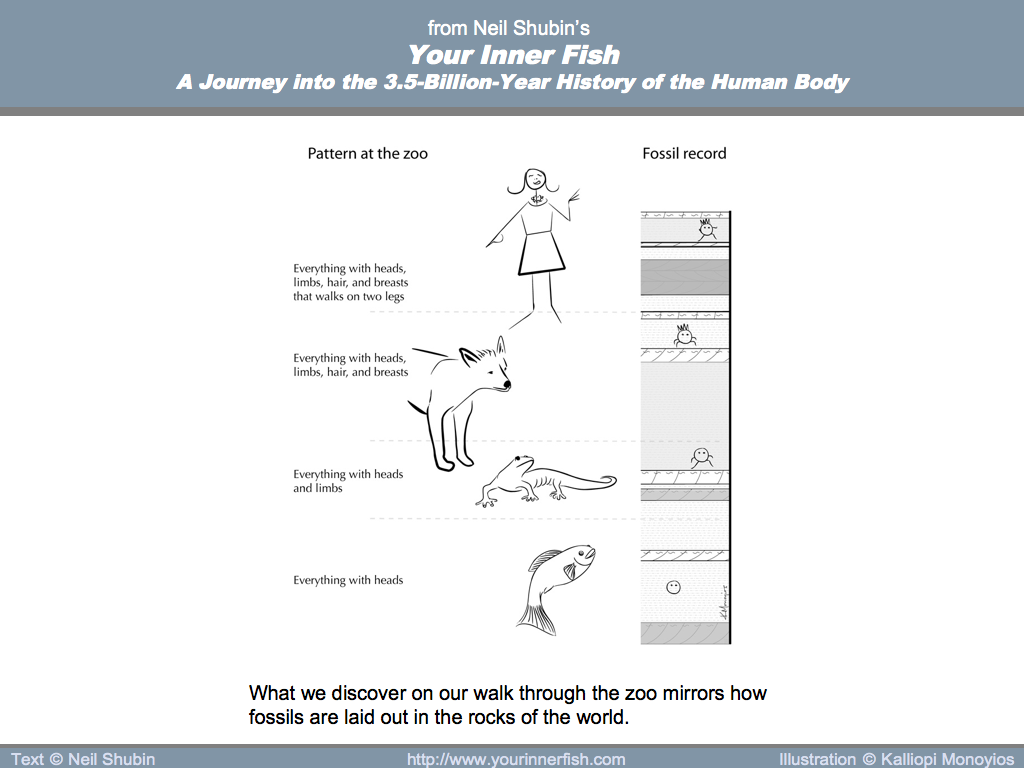 from Neil Shubin's
Your Inner Fish
A Journey into the 3.5-Billion-Year History of the Human Body
Pattern at the zoo
Fossil record
Everything with heads,
limbs, hair, and breasts
that walks on two legs
Everything with heads,
limbs, hair, and breasts
Everything with heads
and limbs
Everything with heads
What we discover on our walk through the zoo mirrors how
fossils are laid out in the rocks of the world.
Text © Neil Shubin
http://www.yourinnerfish.com
Illustration © Kalliopi Monoyios